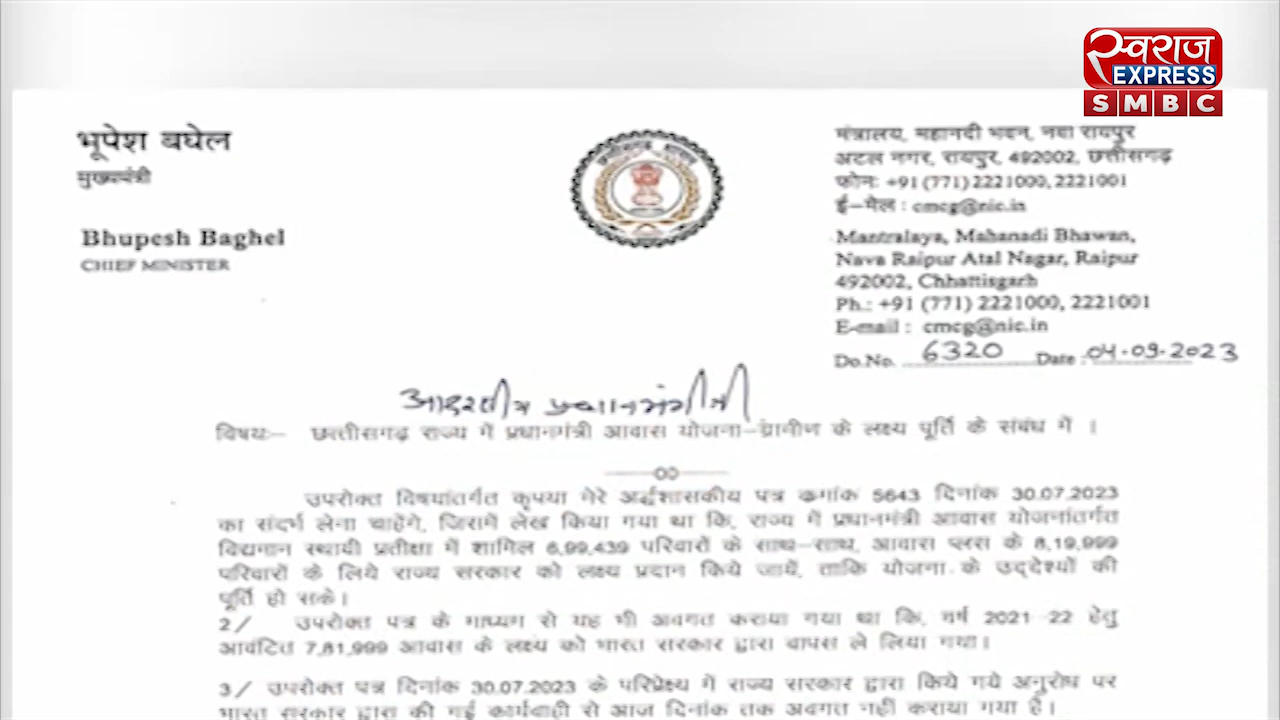 स्वराज
EXPRESS
SMBC
भूपेश बघेल
मुख्यमंत्री
Bhupesh Baghel
CHIEF MINISTER
मंत्रालय, महानदी भवन, नवा रायपुर
अटल नगर, रायपुर, 492002, छत्तीसगढ़
फोनः +91 (771) 2221000, 2221001
ई-मेल : cmcg@nic.in
Mantralaya, Mahanadi Bhawan,
Nava Raipur Atal Nagar, Raipur
492002, Chhattisgarh
Ph.: +91 (771) 2221000, 2221001
E-mail : cmcg@nic.in
Do.No. 6320 Date : 04-09-2023
आदरणीय प्रधानमंत्री जी
विषयः– छत्तीसगढ़ राज्य में प्रधानमंत्री आवास योजना–ग्रामीण के लक्ष्य पूर्ति के संबंध में ।
—00—
उपरोक्त विषयांतर्गत कृपया मेरे अर्द्धशासकीय पत्र कमांक 5643 दिनांक 30.07.2023
का संदर्भ लेना चाहेंगे, जिसमें लेख किया गया था कि, राज्य में प्रधानमंत्री आवास योजनांतर्गत
विद्यमान स्थायी प्रतीक्षा में शामिल 6,99,439 परिवारों के साथ–साथ, आवास प्लस के 8,19,999
परिवारों के लिये राज्य सरकार को लक्ष्य प्रदान किये जायें, ताकि योजना के उद्देश्यों की
पूर्ति हो सके।
2/ उपरोक्त पत्र के माध्यम से यह भी अवगत कराया गया था कि, वर्ष 2021-22 हेतु
आवंटित 7,81,999 आवास के लक्ष्य को भारत सरकार द्वारा वापस ले लिया गया।
3/ उपरोक्त पत्र दिनांक 30.07.2023 के परिप्रेक्ष्य में राज्य सरकार द्वारा किये गये अनुरोध पर
भारत सरकार द्वारा की गई कार्यवाही से आज दिनांक तक अवगत नहीं कराया गया है।